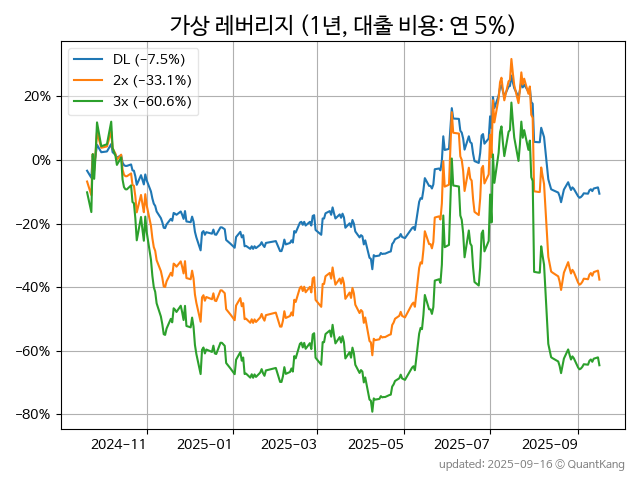 가상 레버리지 (1년, 대출 비용: 연 5%)
DL (−7.5%)
2x (−33.1%)
3x (−60.6%)
20%
0%
−20%
−40%
−60%
−80%
2024-11 2025-01 2025-03 2025-05 2025-07 2025-09
updated: 2025-09-16 © QuantKang